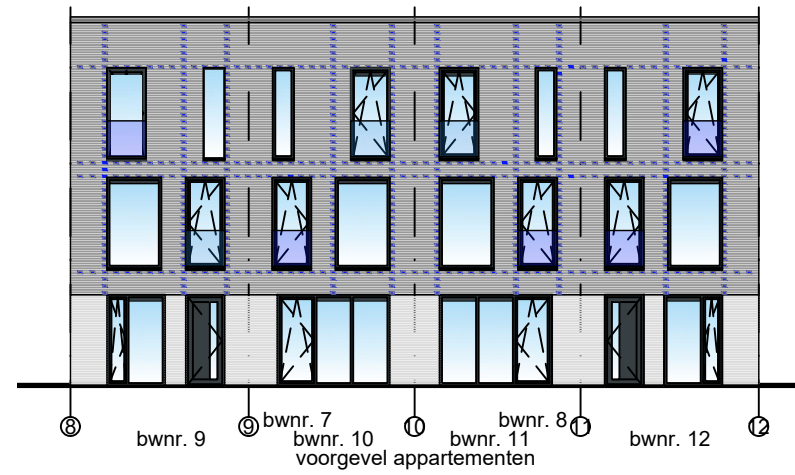 bwnr. 7 bwnr. 8
8 9 10 11 12
bwnr. 9 bwnr. 10 bwnr. 11 bwnr. 12
voorgevel appartementen